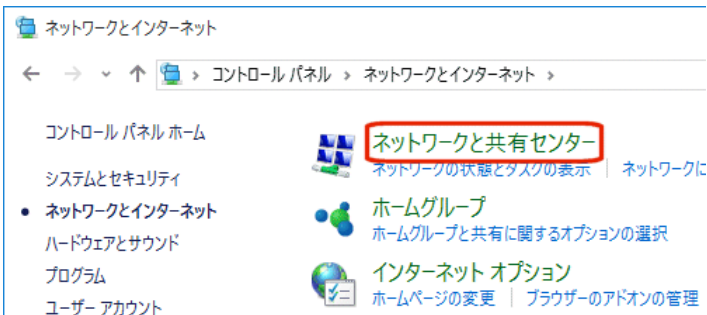 ネットワークとインターネット
コントロール パネル › ネットワークとインターネット ›
コントロール パネル ホーム
システムとセキュリティ
ネットワークとインターネット
ハードウェアとサウンド
プログラム
ユーザー アカウント
ネットワークと共有センター
ネットワークの状態とタスクの表示 | ネットワークに
ホームグループ
ホームグループと共有に関するオプションの選択
インターネット オプション
ホームページの変更 | ブラウザーのアドオンの管理